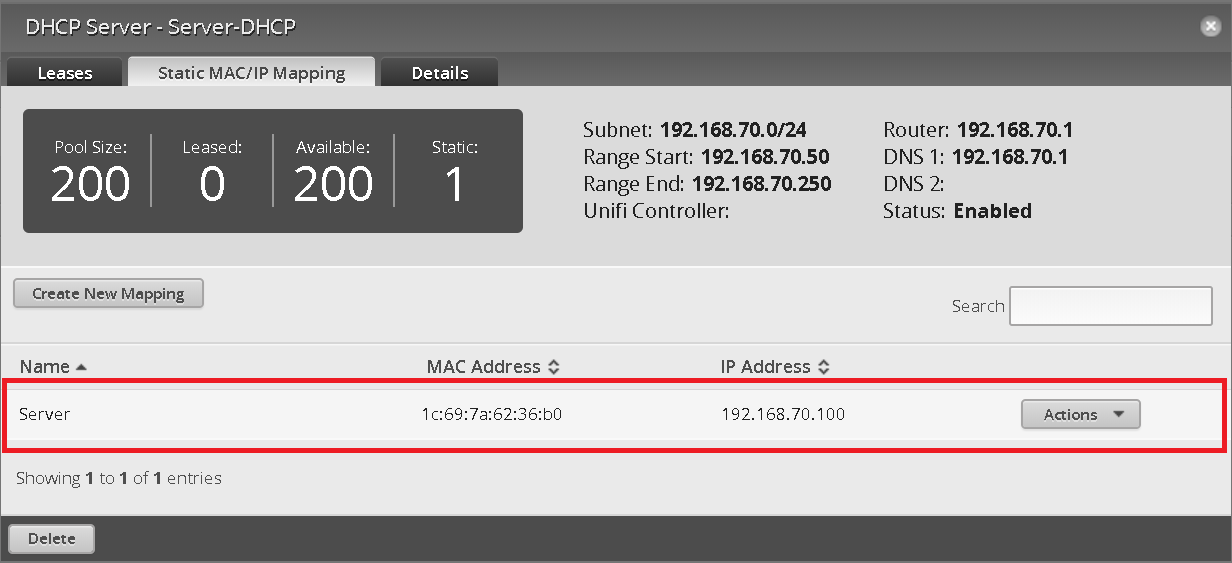 DHCP Server - Server-DHCP
Leases Static MAC/IP Mapping Details
Pool Size: Leased: Available: Static:
200 0 200 1
Subnet: 192.168.70.0/24
Range Start: 192.168.70.50
Range End: 192.168.70.250
Unifi Controller:
Router: 192.168.70.1
DNS 1: 192.168.70.1
DNS 2:
Status: Enabled
Create New Mapping
Search
Name MAC Address IP Address
Server 1c:69:7a:62:36:b0 192.168.70.100 Actions
Showing 1 to 1 of 1 entries
Delete